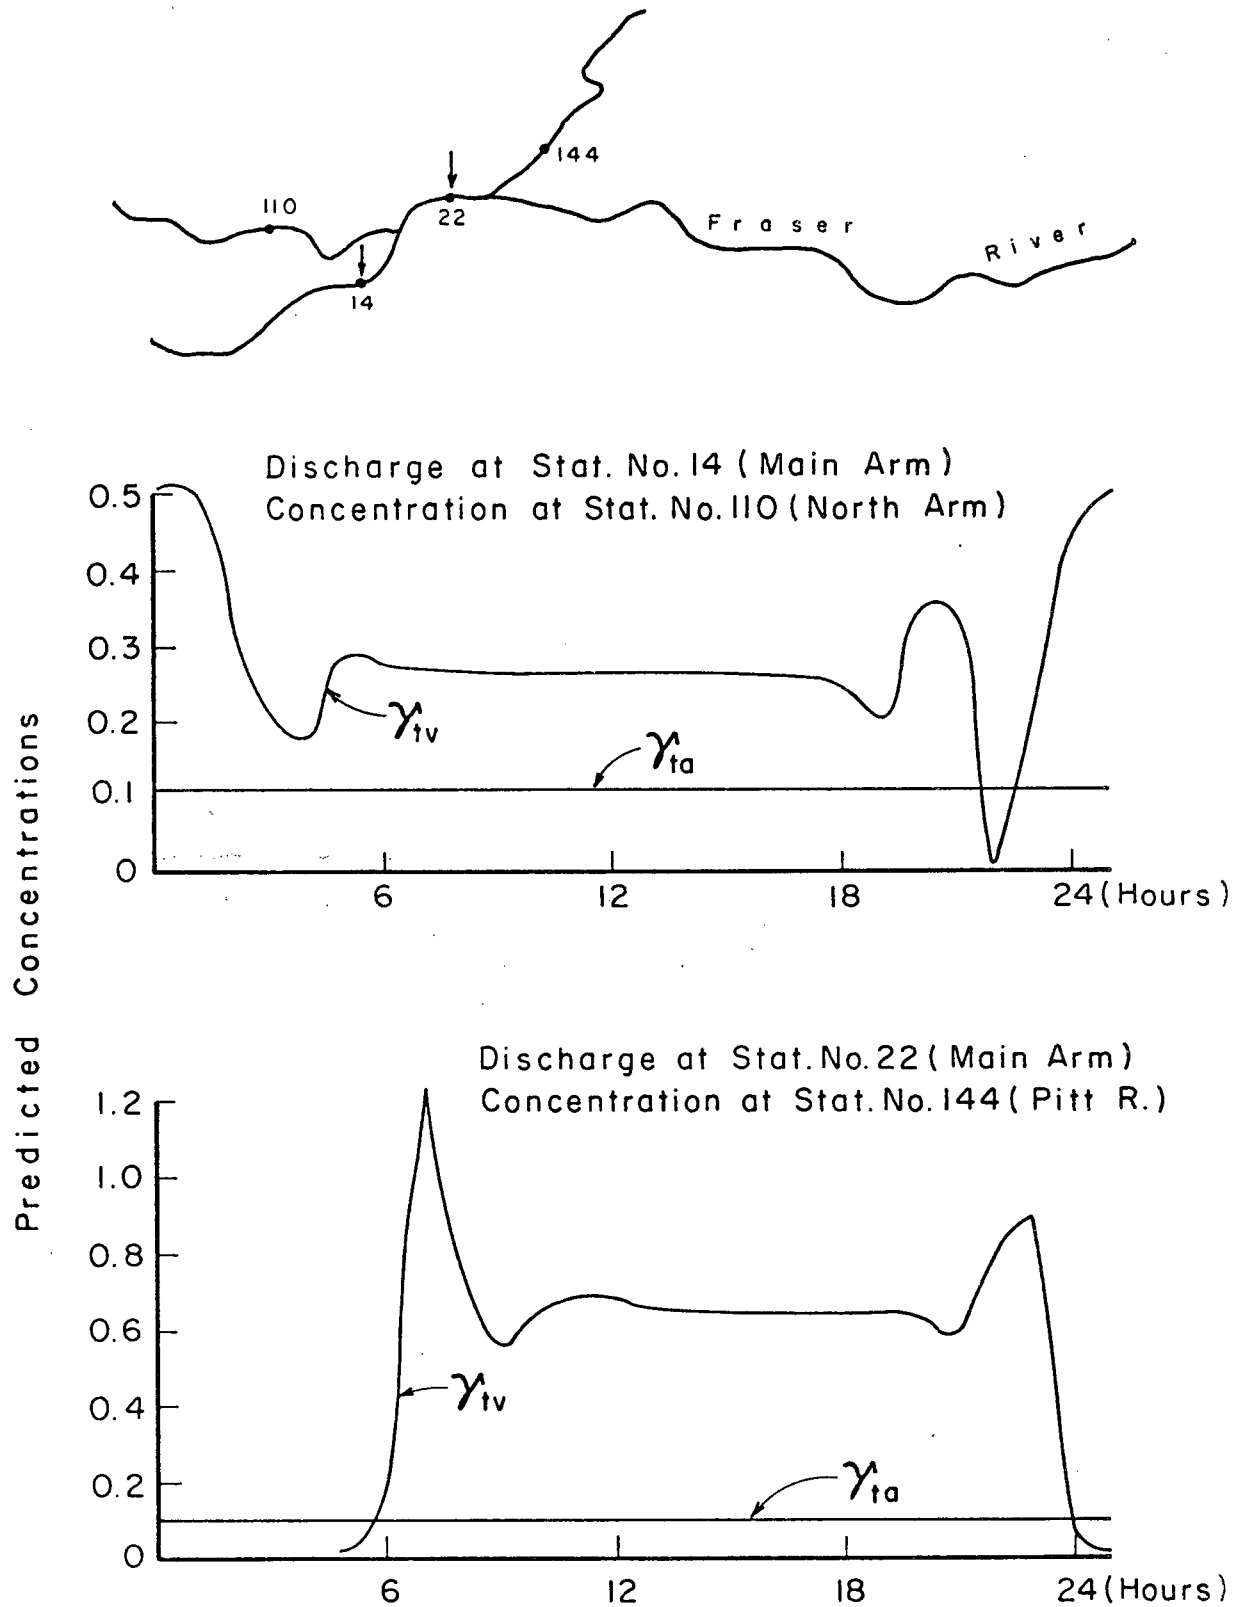 144
110
22
Fraser
River
14
Discharge at Stat. No. 14 (Main Arm)
Concentration at Stat. No. 110 (North Arm)
0.5
0.4
0.3
0.2
0.1
0
γtv
γta
6
12
18
24 (Hours)
Predicted Concentrations
Discharge at Stat. No. 22 (Main Arm)
Concentration at Stat. No. 144 (Pitt R.)
1.2
1.0
0.8
0.6
0.4
0.2
0
γtv
γta
6
12
18
24 (Hours)